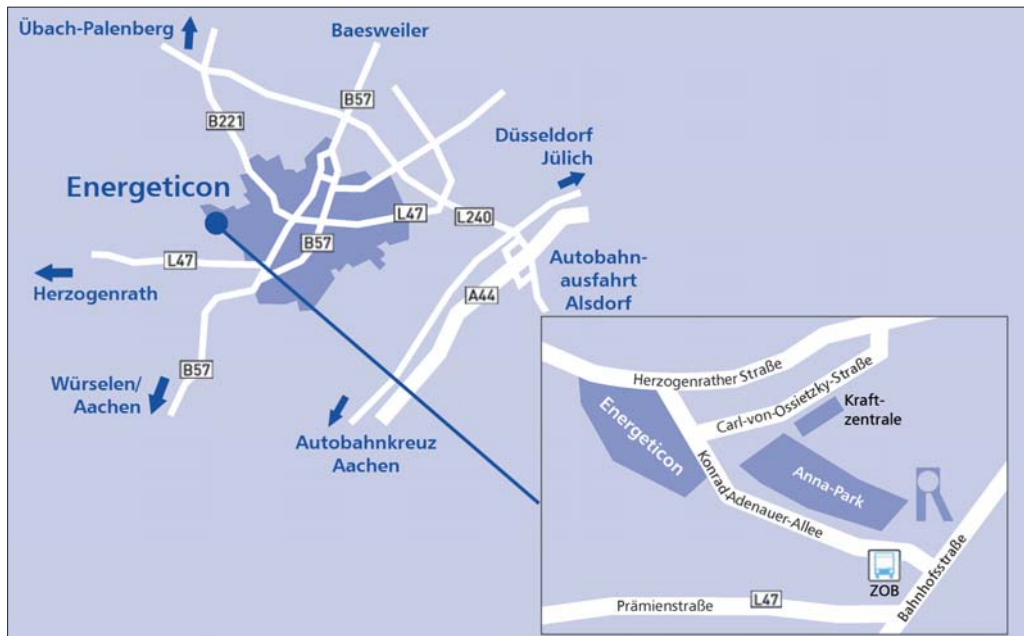 Übach-Palenberg
Baesweiler
B57
B221
Düsseldorf
Jülich
Energeticon
L47
L240
B57
L47
Autobahn-
ausfahrt
Alsdorf
A44
Herzogenrath
B57
Würselen/
Aachen
Autobahnkreuz
Aachen
Herzogenrather Straße
Carl-von-Ossietzky-Straße
Kraft-
zentrale
Energeticon
Konrad-Adenauer-Allee
Anna-Park
ZOB
Bahnhofsstraße
Prämienstraße
L47